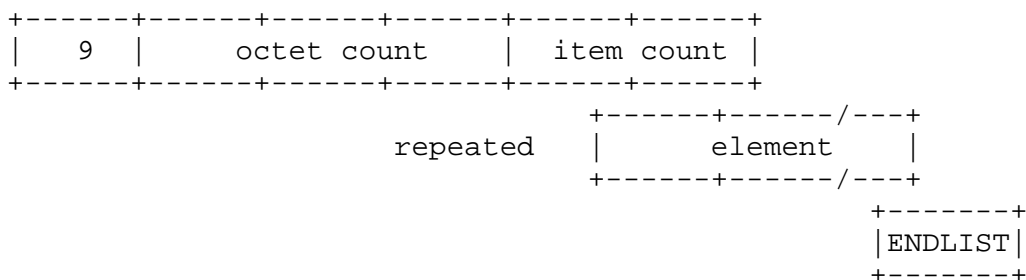 +------+------+------+------+------+------+
|   9  |     octet count    |  item count |
+------+------+------+------+------+------+
                               +------+------/---+
                    repeated   |      element    |
                               +------+------/---+
                                              +-------+
                                              |ENDLIST|
                                              +-------+